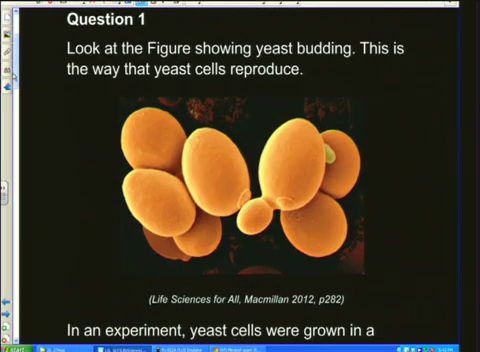 Question 1
Look at the Figure showing yeast budding. This is
the way that yeast cells reproduce.
(Life Sciences for All, Macmillan 2012, p282)
In an experiment, yeast cells were grown in a